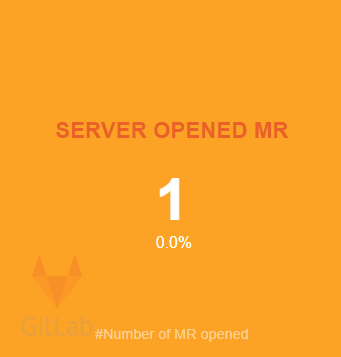 SERVER OPENED MR
1
0.0%
GitLab
#Number of MR opened